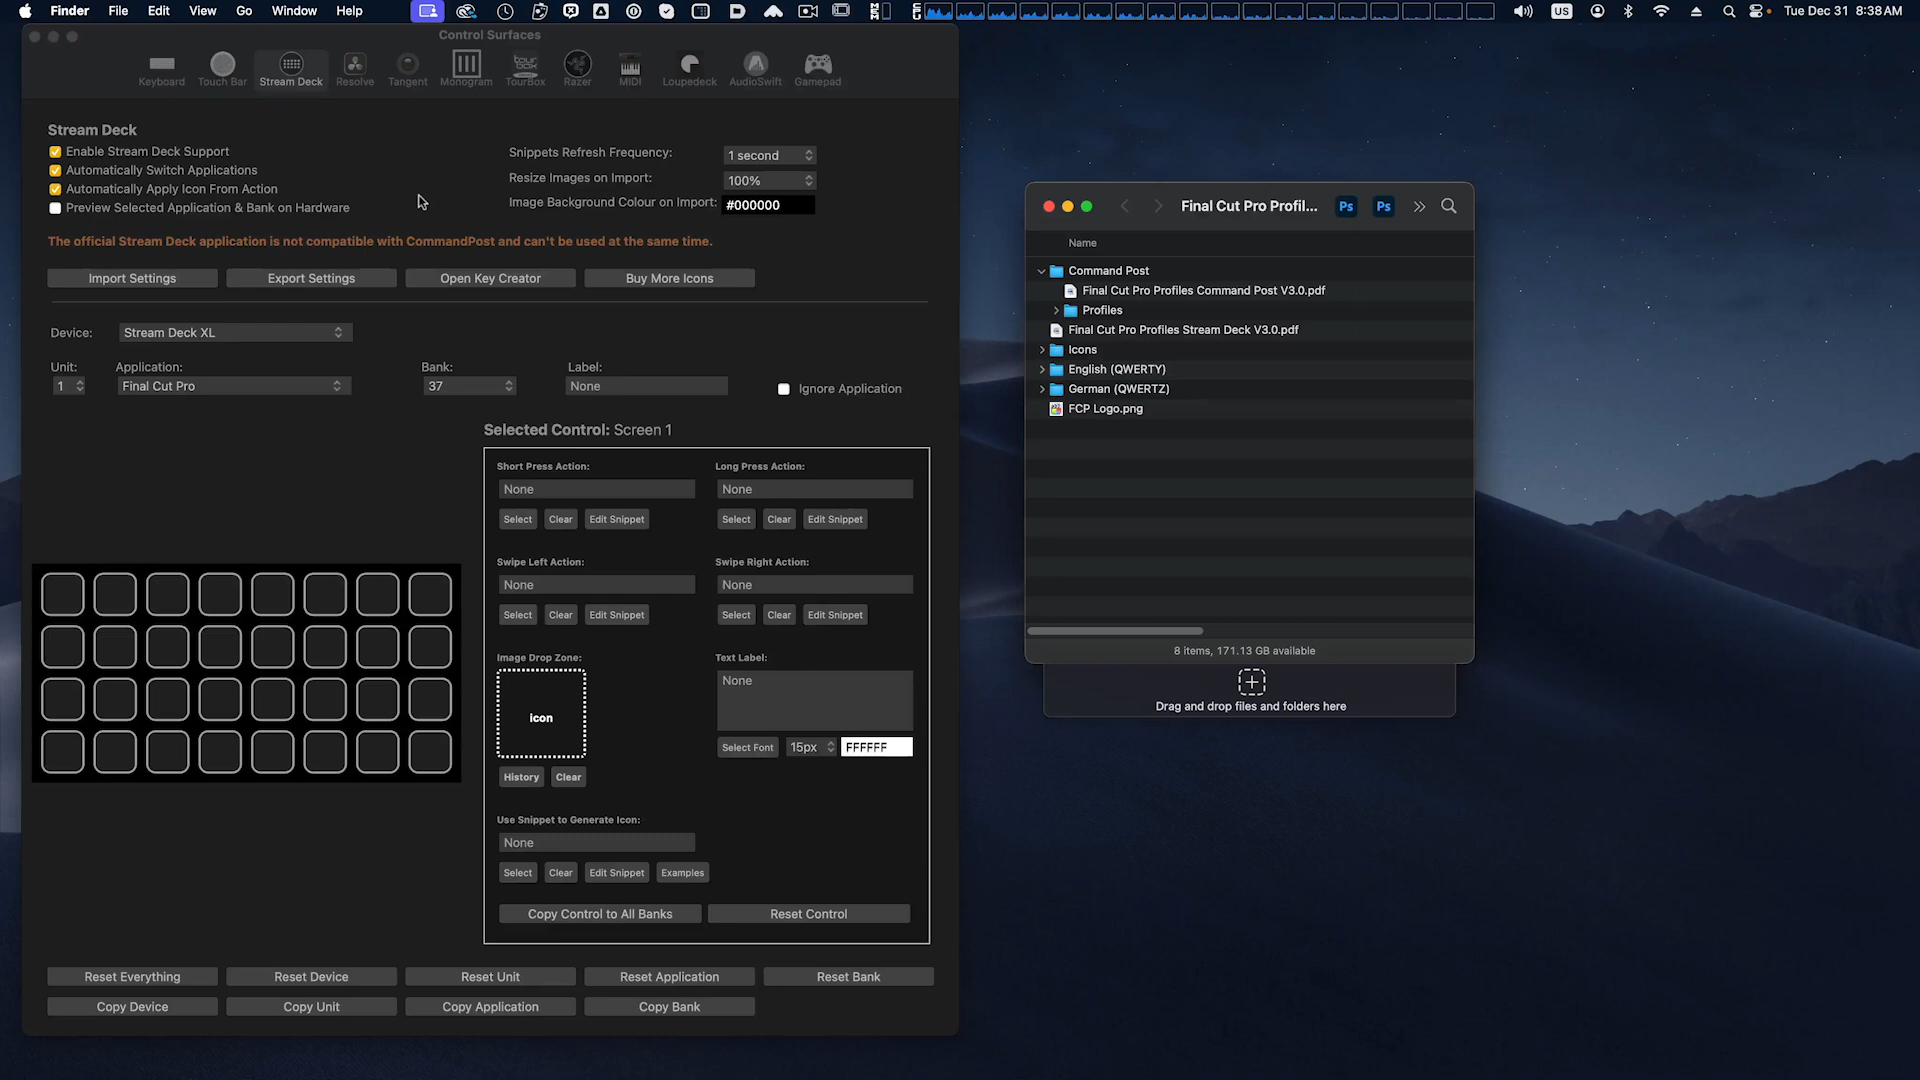 Finder File Edit View Go Window Help
US
Tue Dec 31 8:38 AM
Control Surfaces
Keyboard Touch Bar Stream Deck Resolve Tangent Monogram TourBox Razer MIDI Loupedeck AudioSwift Gamepad
Stream Deck
Enable Stream Deck Support
Automatically Switch Applications
Automatically Apply Icon From Action
Preview Selected Application & Bank on Hardware
Snippets Refresh Frequency: 1 second
Resize Images on Import: 100%
Image Background Colour on Import: #000000
The official Stream Deck application is not compatible with CommandPost and can't be used at the same time.
Import Settings Export Settings Open Key Creator Buy More Icons
Device: Stream Deck XL
Unit: Application: Bank: Label:
1 Final Cut Pro 37 None Ignore Application
Selected Control: Screen 1
Short Press Action: Long Press Action:
None None
Select Clear Edit Snippet Select Clear Edit Snippet
Swipe Left Action: Swipe Right Action:
None None
Select Clear Edit Snippet Select Clear Edit Snippet
Image Drop Zone: Text Label:
None
icon
Select Font 15px FFFFFF
History Clear
Use Snippet to Generate Icon:
None
Select Clear Edit Snippet Examples
Copy Control to All Banks Reset Control
Reset Everything Reset Device Reset Unit Reset Application Reset Bank
Copy Device Copy Unit Copy Application Copy Bank
Final Cut Pro Profil... Ps Ps
Name
Command Post
Final Cut Pro Profiles Command Post V3.0.pdf
Profiles
Final Cut Pro Profiles Stream Deck V3.0.pdf
Icons
English (QWERTY)
German (QWERTZ)
FCP Logo.png
8 items, 171.13 GB available
Drag and drop files and folders here